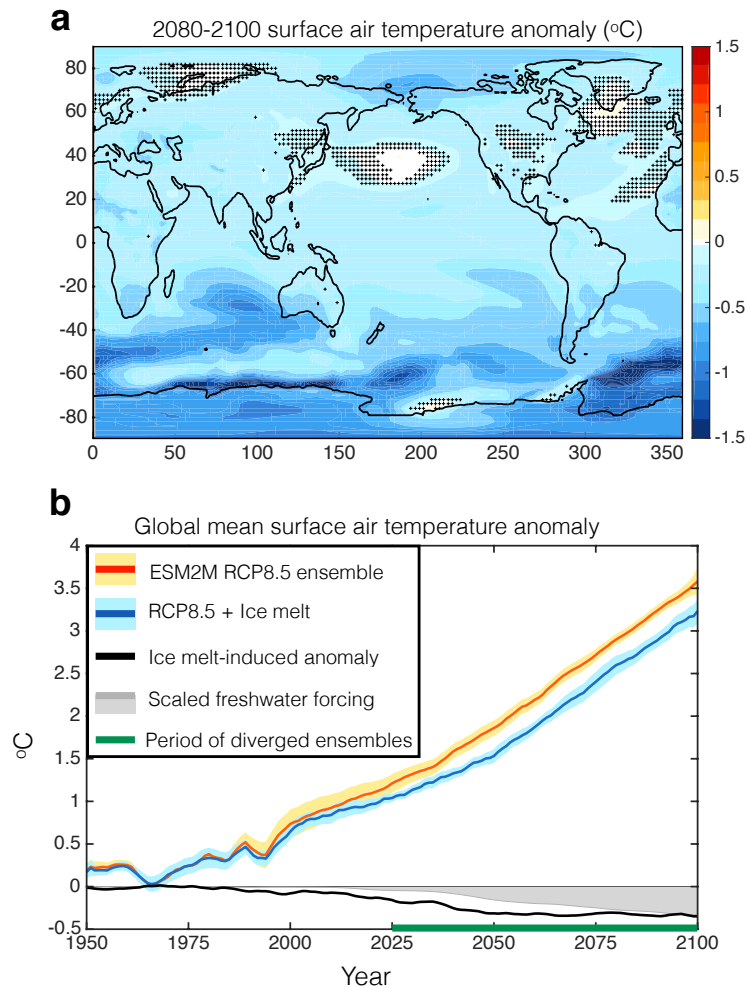 a
2080-2100 surface air temperature anomaly (oC)
80
60
40
20
0
-20
-40
-60
-80
0 50 100 150 200 250 300 350
1.5
1
0.5
0
-0.5
-1
-1.5
b
Global mean surface air temperature anomaly
4
3.5
3
2.5
2
1.5
1
0.5
0
-0.5
oC
ESM2M RCP8.5 ensemble
RCP8.5 + Ice melt
Ice melt-induced anomaly
Scaled freshwater forcing
Period of diverged ensembles
1950 1975 2000 2025 2050 2075 2100
Year